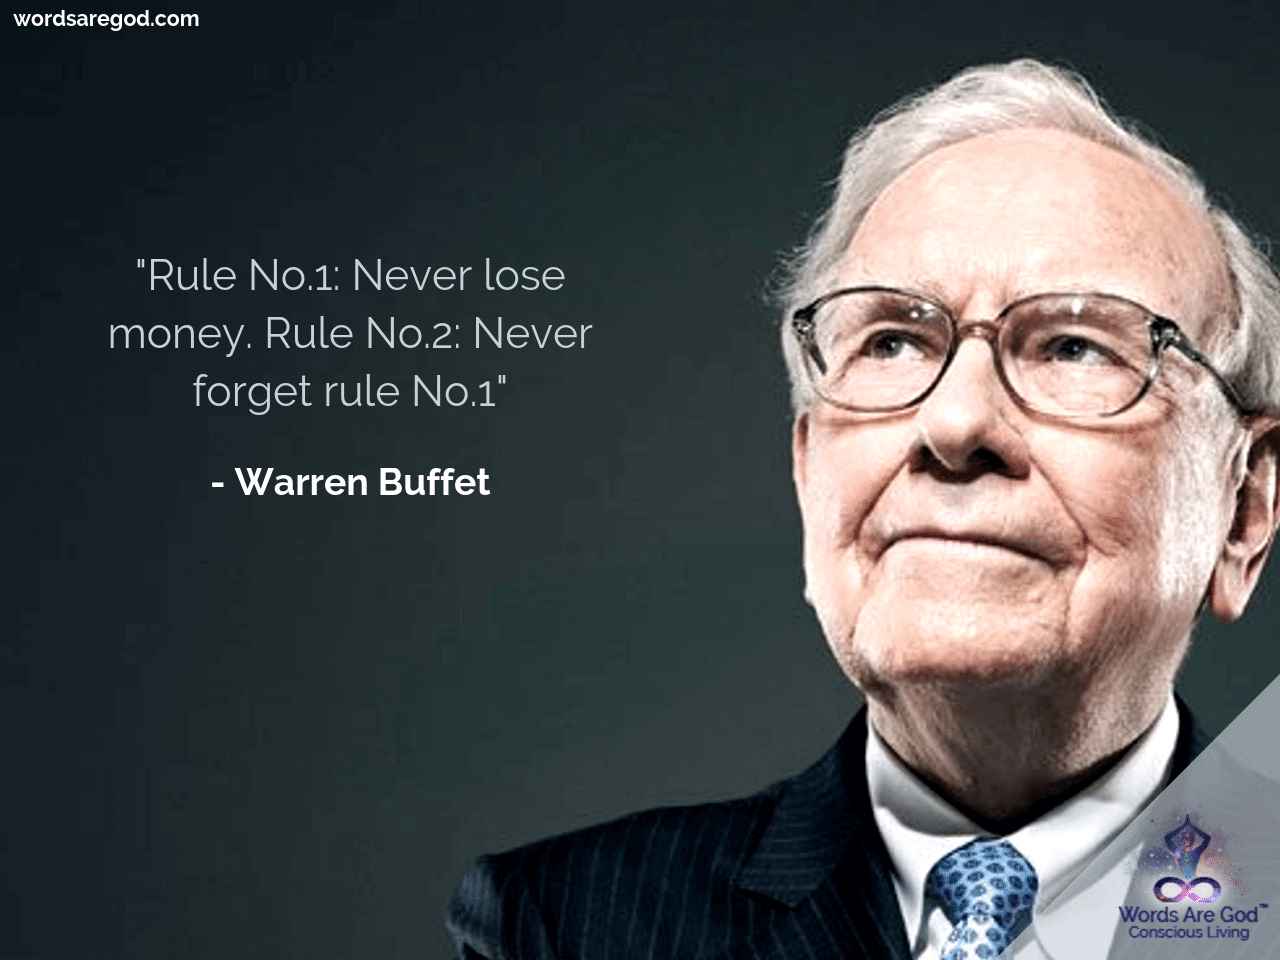 wordsaregod.com
"Rule No.1: Never lose
money. Rule No.2: Never
forget rule No.1"
- Warren Buffet
Words Are God™
Conscious Living